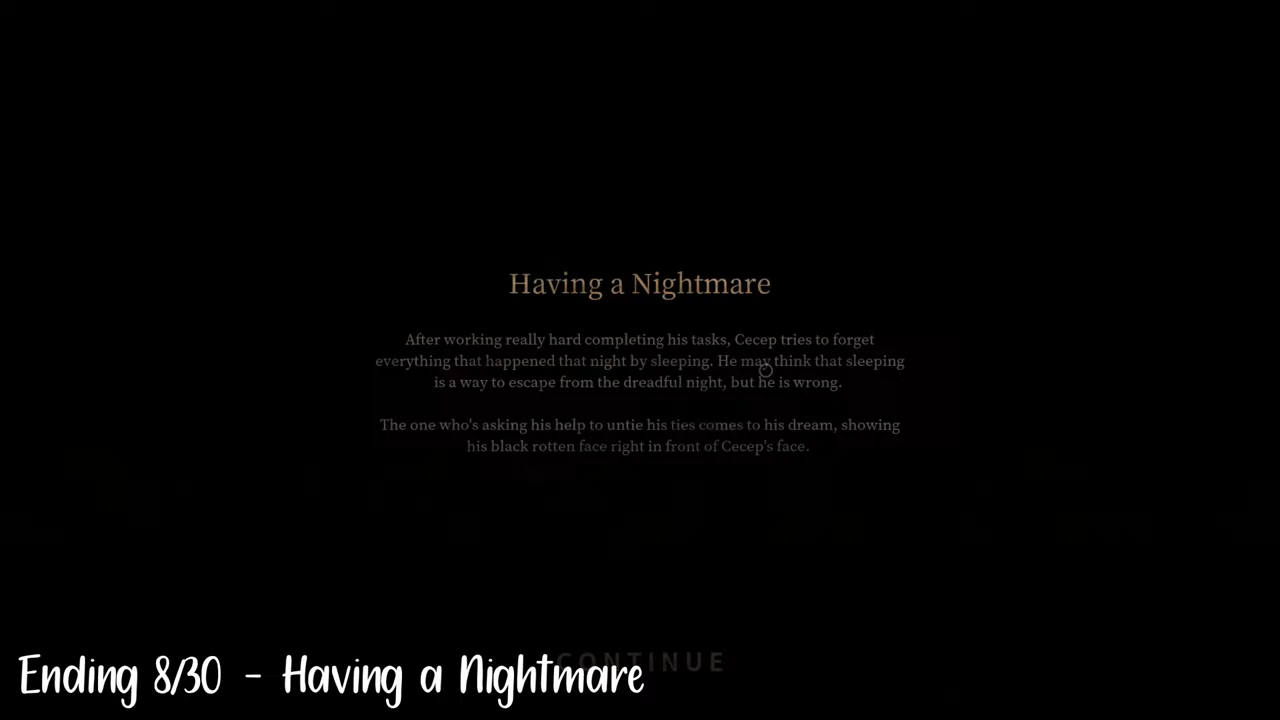 Having a Nightmare
After working really hard completing his tasks, Cecep tries to forget
everything that happened that night by sleeping. He may think that sleeping
is a way to escape from the dreadful night, but he is wrong.
The one who's asking his help to untie his ties comes to his dream, showing
his black rotten face right in front of Cecep's face.
CONTINUE
Ending 8/30 - Having a Nightmare